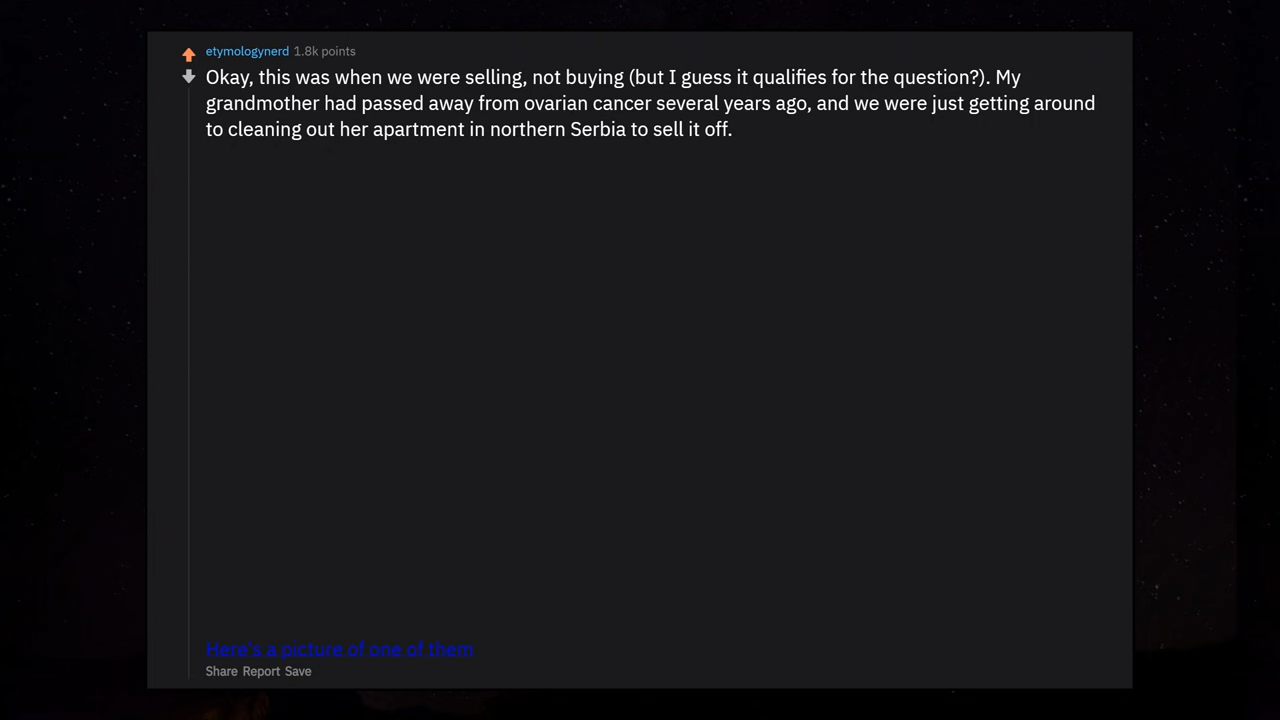 etymologynerd 1.8k points
Okay, this was when we were selling, not buying (but I guess it qualifies for the question?). My
grandmother had passed away from ovarian cancer several years ago, and we were just getting around
to cleaning out her apartment in northern Serbia to sell it off.
Here's a picture of one of them
Share Report Save